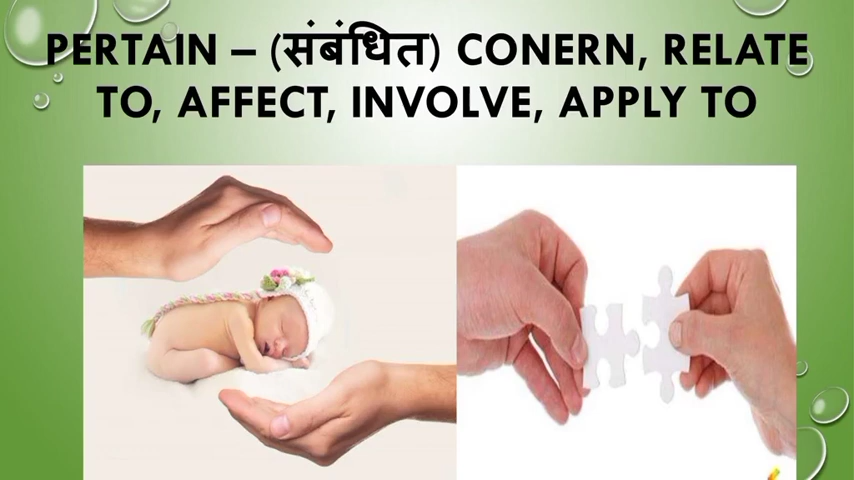 PERTAIN – (संबंधित) CONERN, RELATE
TO, AFFECT, INVOLVE, APPLY TO